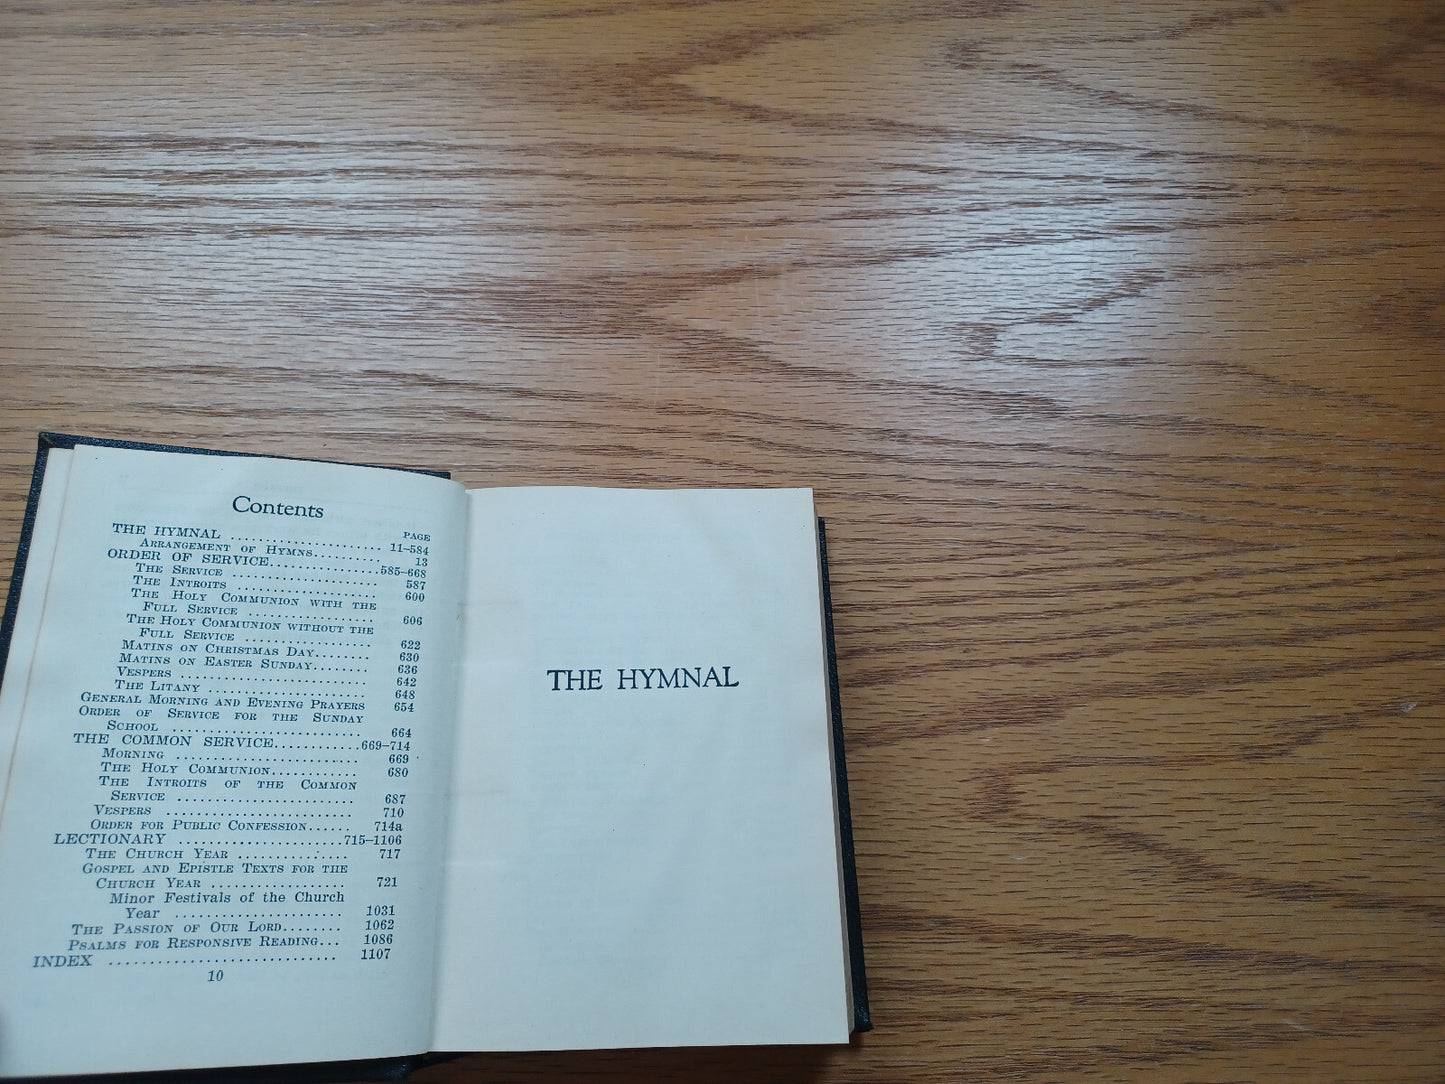 Contents
PAGE
THE HYMNAL ...................... 11–584
ARRANGEMENT OF HYMNS.......... 13
ORDER OF SERVICE................585–668
THE SERVICE ................... 587
THE INTROITS .................. 600
THE HOLY COMMUNION WITH THE
FULL SERVICE ................. 606
THE HOLY COMMUNION WITHOUT THE
FULL SERVICE ................. 622
MATINS ON CHRISTMAS DAY......... 630
MATINS ON EASTER SUNDAY........ 636
VESPERS ......................... 642
THE LITANY ..................... 648
GENERAL MORNING AND EVENING PRAYERS 654
ORDER OF SERVICE FOR THE SUNDAY
SCHOOL ......................... 664
THE COMMON SERVICE............669–714
MORNING ........................ 669
THE HOLY COMMUNION............ 680
THE INTROITS OF THE COMMON
SERVICE ........................ 687
VESPERS ......................... 710
ORDER FOR PUBLIC CONFESSION...... 714a
LECTIONARY ....................715–1106
THE CHURCH YEAR ............... 717
GOSPEL AND EPISTLE TEXTS FOR THE
CHURCH YEAR .................. 721
Minor Festivals of the Church
Year ....................... 1031
THE PASSION OF OUR LORD........ 1062
PSALMS FOR RESPONSIVE READING... 1086
INDEX ............................ 1107
10
THE HYMNAL